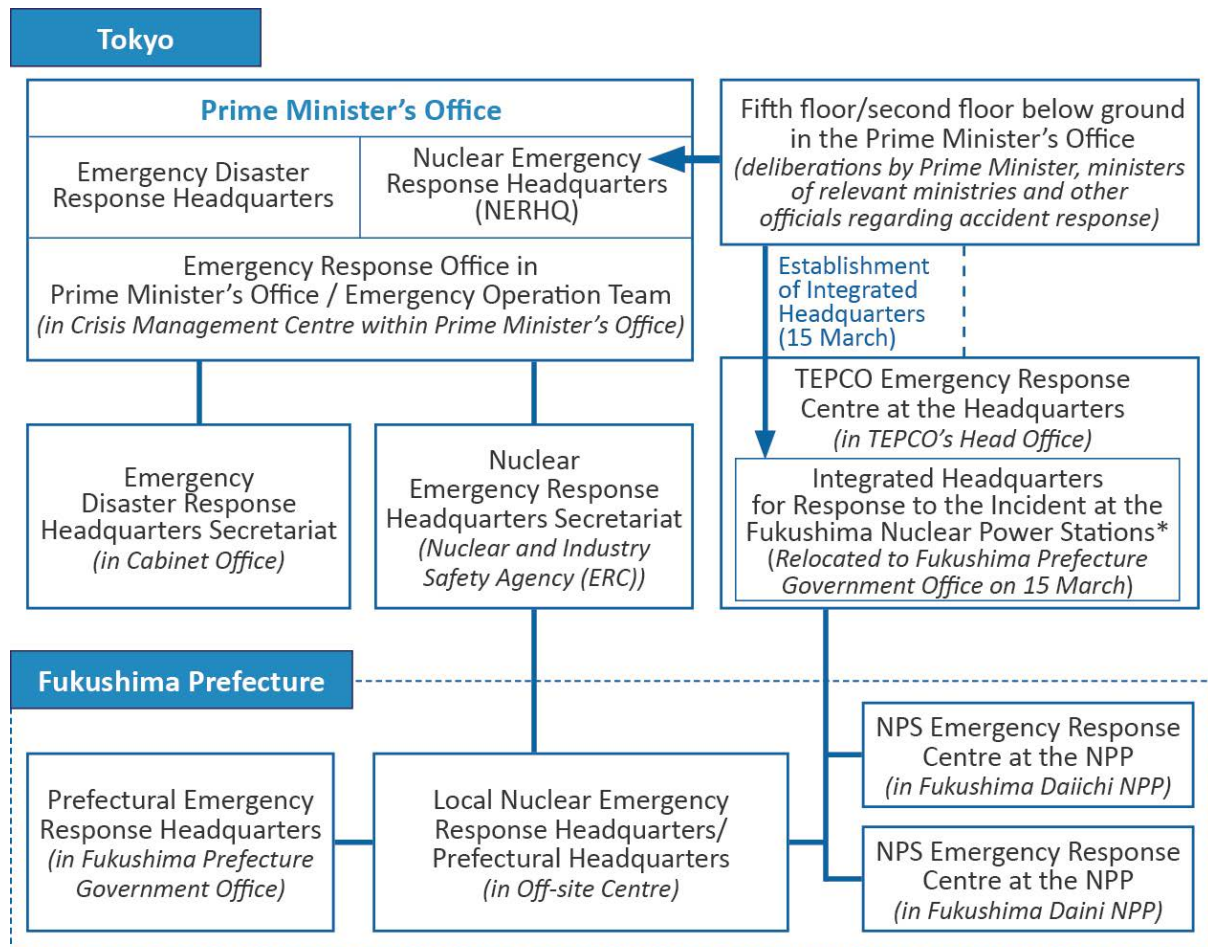 Tokyo
Prime Minister’s Office
Emergency Disaster
Response Headquarters
Nuclear Emergency
Response Headquarters
(NERHQ)
Emergency Response Office in
Prime Minister’s Office / Emergency Operation Team
(in Crisis Management Centre within Prime Minister’s Office)
Fifth floor/second floor below ground
in the Prime Minister’s Office
(deliberations by Prime Minister, ministers
of relevant ministries and other
officials regarding accident response)
Establishment
of Integrated
Headquarters
(15 March)
Emergency
Disaster Response
Headquarters Secretariat
(in Cabinet Office)
Nuclear
Emergency Response
Headquarters Secretariat
(Nuclear and Industry
Safety Agency (ERC))
TEPCO Emergency Response
Centre at the Headquarters
(in TEPCO’s Head Office)
Integrated Headquarters
for Response to the Incident at the
Fukushima Nuclear Power Stations*
(Relocated to Fukushima Prefecture
Government Office on 15 March)
Fukushima Prefecture
Prefectural Emergency
Response Headquarters
(in Fukushima Prefecture
Government Office)
Local Nuclear Emergency
Response Headquarters/
Prefectural Headquarters
(in Off-site Centre)
NPS Emergency Response
Centre at the NPP
(in Fukushima Daiichi NPP)
NPS Emergency Response
Centre at the NPP
(in Fukushima Daini NPP)